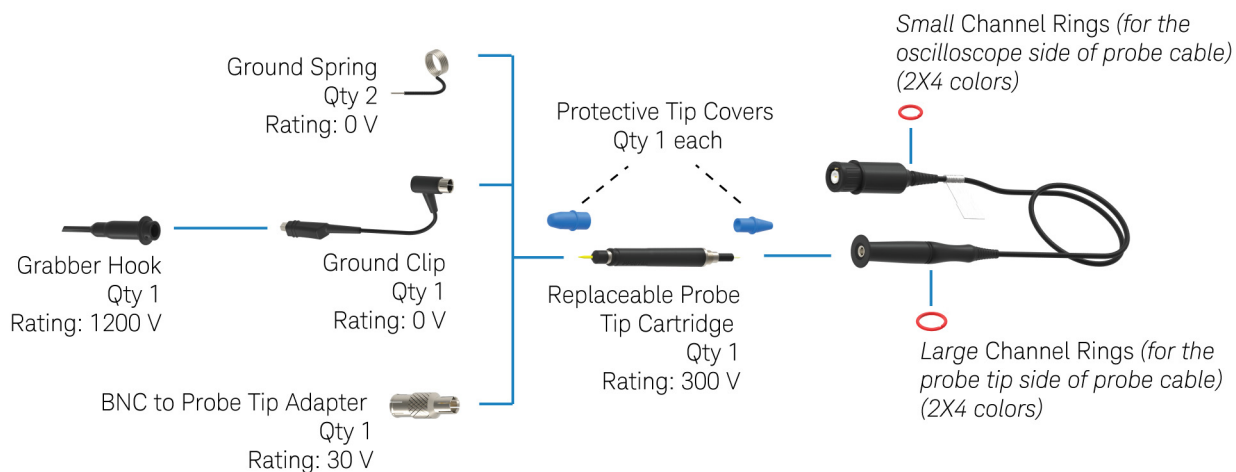 Ground Spring
Qty 2
Rating: 0 V
Grabber Hook
Qty 1
Rating: 1200 V
Ground Clip
Qty 1
Rating: 0 V
BNC to Probe Tip Adapter
Qty 1
Rating: 30 V
Protective Tip Covers
Qty 1 each
Replaceable Probe
Tip Cartridge
Qty 1
Rating: 300 V
Small Channel Rings (for the
oscilloscope side of probe cable)
(2X4 colors)
Large Channel Rings (for the
probe tip side of probe cable)
(2X4 colors)